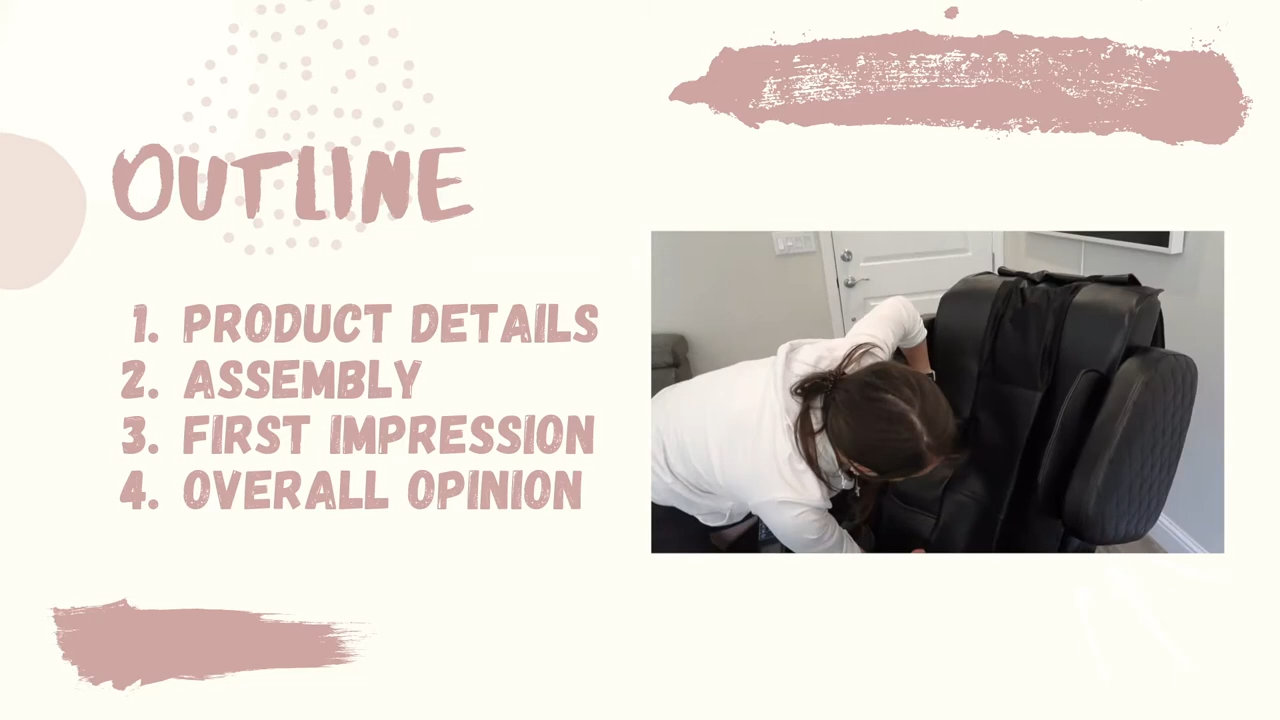 OUTLINE
1. PRODUCT DETAILS
2. ASSEMBLY
3. FIRST IMPRESSION
4. OVERALL OPINION